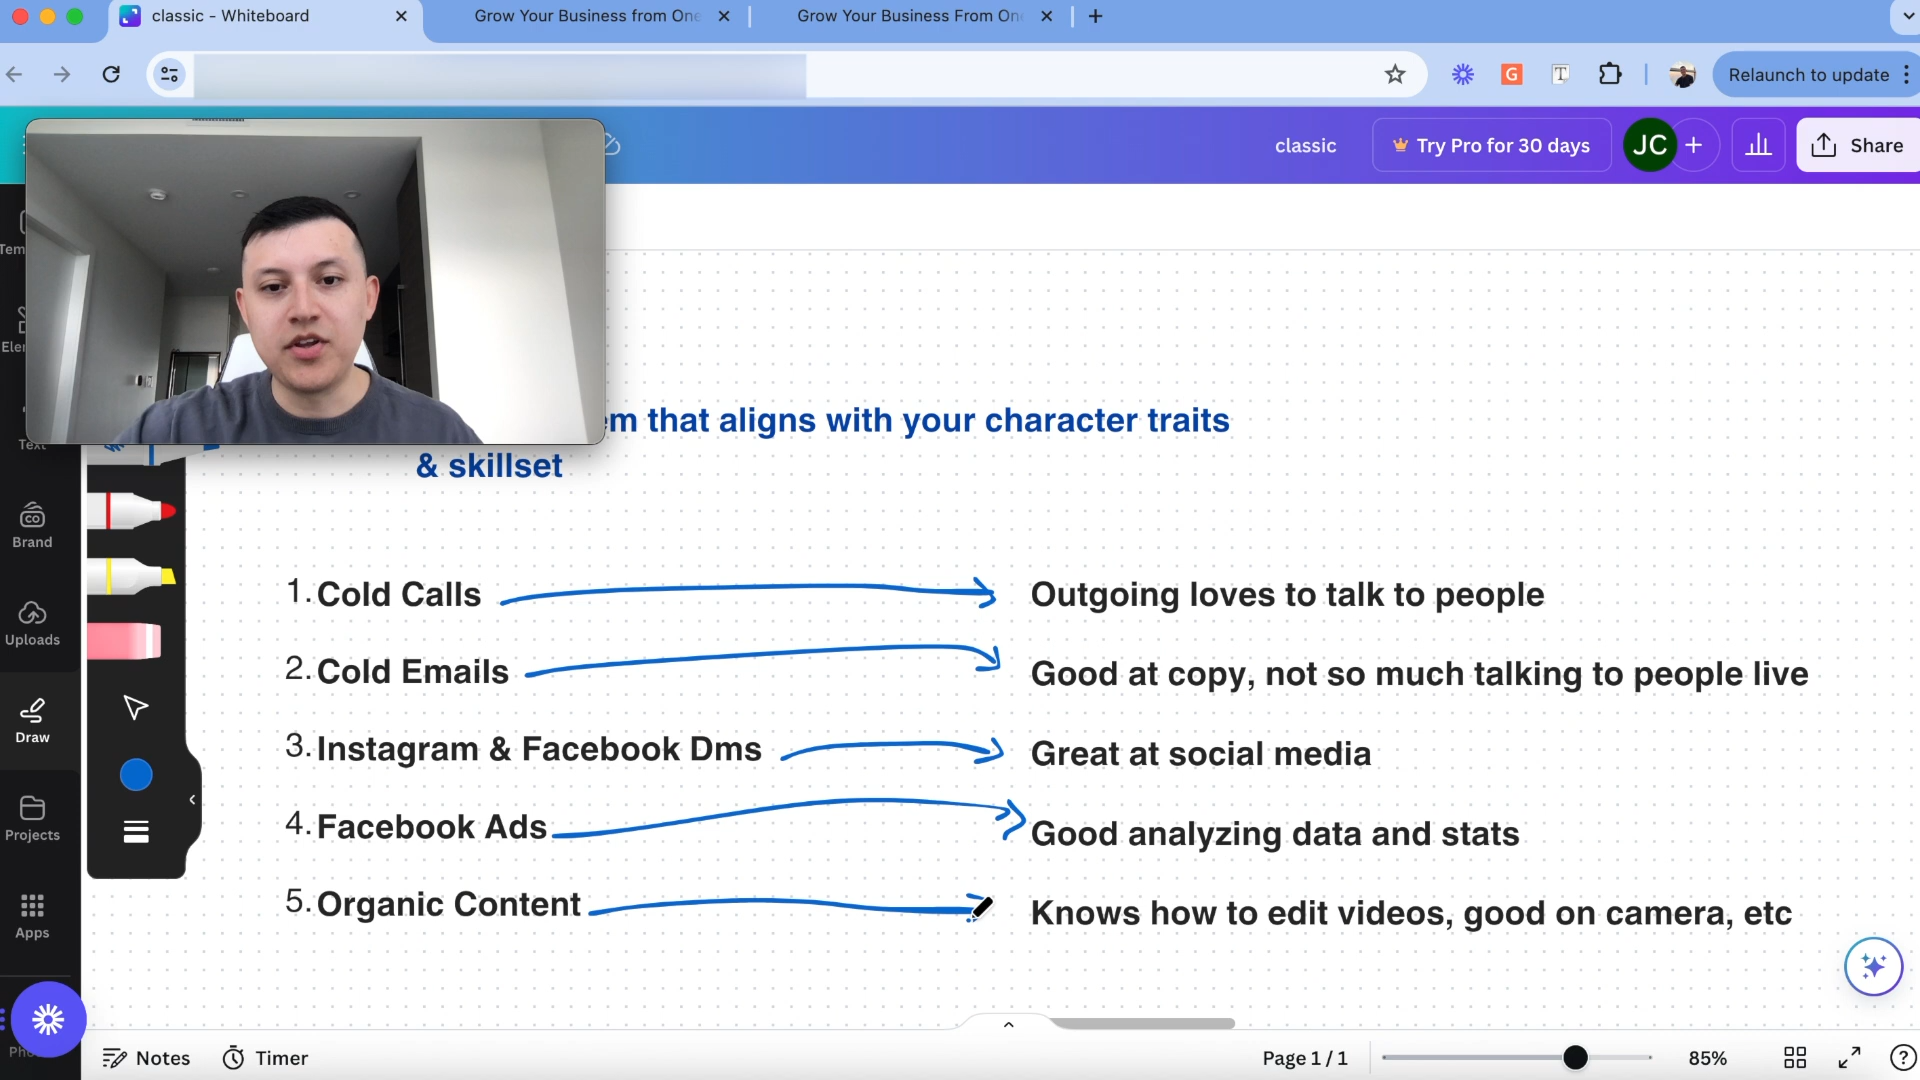 classic - Whiteboard
Grow Your Business from One
Grow Your Business From On
Relaunch to update
G
T
classic
Try Pro for 30 days
JC
Share
Text
that aligns with your character traits
& skillset
Brand
Uploads
Draw
Projects
Apps
1. Cold Calls
Outgoing loves to talk to people
2. Cold Emails
Good at copy, not so much talking to people live
3. Instagram & Facebook Dms
Great at social media
4. Facebook Ads
Good analyzing data and stats
5. Organic Content
Knows how to edit videos, good on camera, etc
Notes
Timer
Page 1 / 1
85%